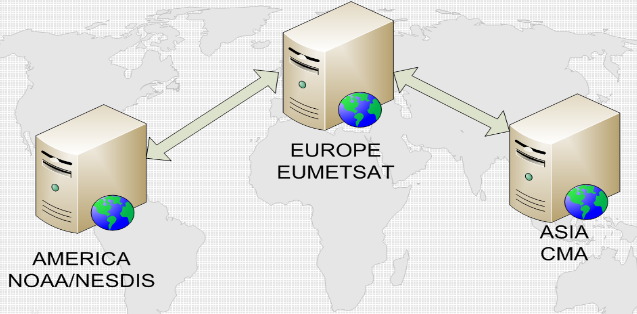 EUROPE
EUMETSAT
AMERICA
NOAA/NESDIS
ASIA
CMA